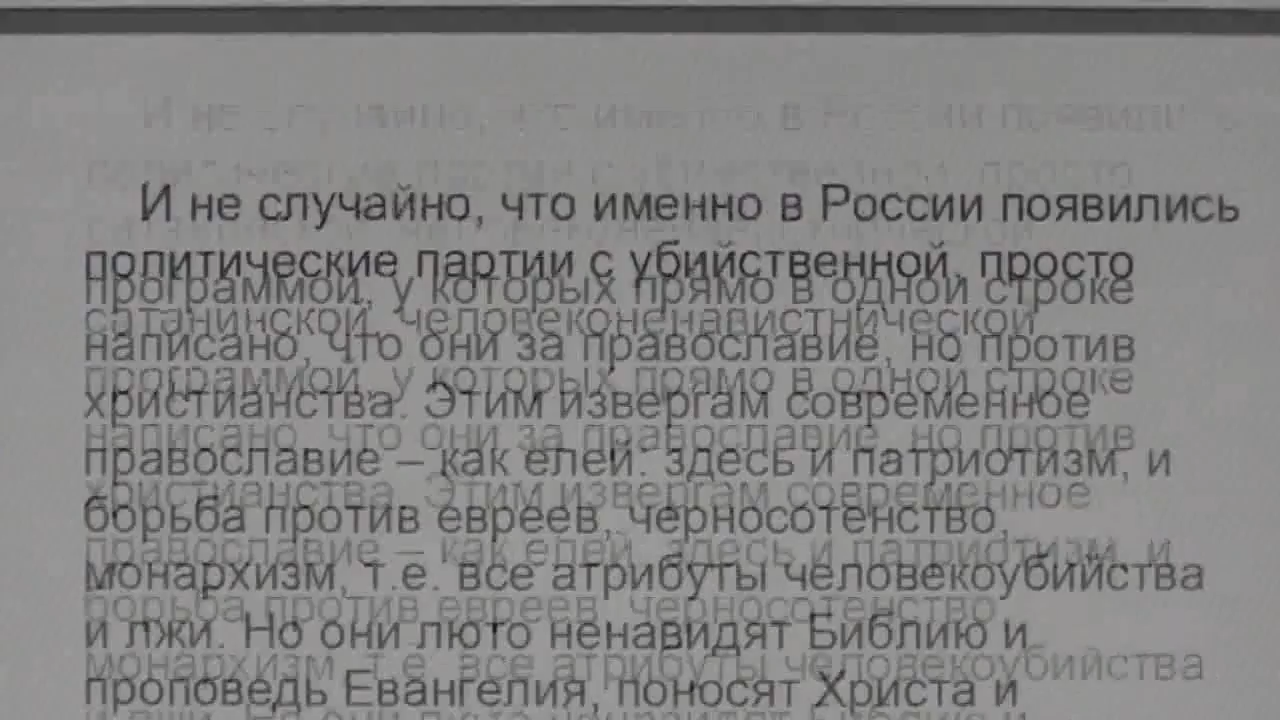 И не случайно, что именно в России появились
политические партии с убийственной, просто
сатанинской, человеконенавистнической
программой, у которых прямо в одной строке
написано, что они за православие, но против
христианства. Этим извергам современное
православие – как елей: здесь и патриотизм, и
борьба против евреев, черносотенство,
монархизм, т.е. все атрибуты человекоубийства
и лжи. Но они люто ненавидят Библию и
проповедь Евангелия, поносят Христа и